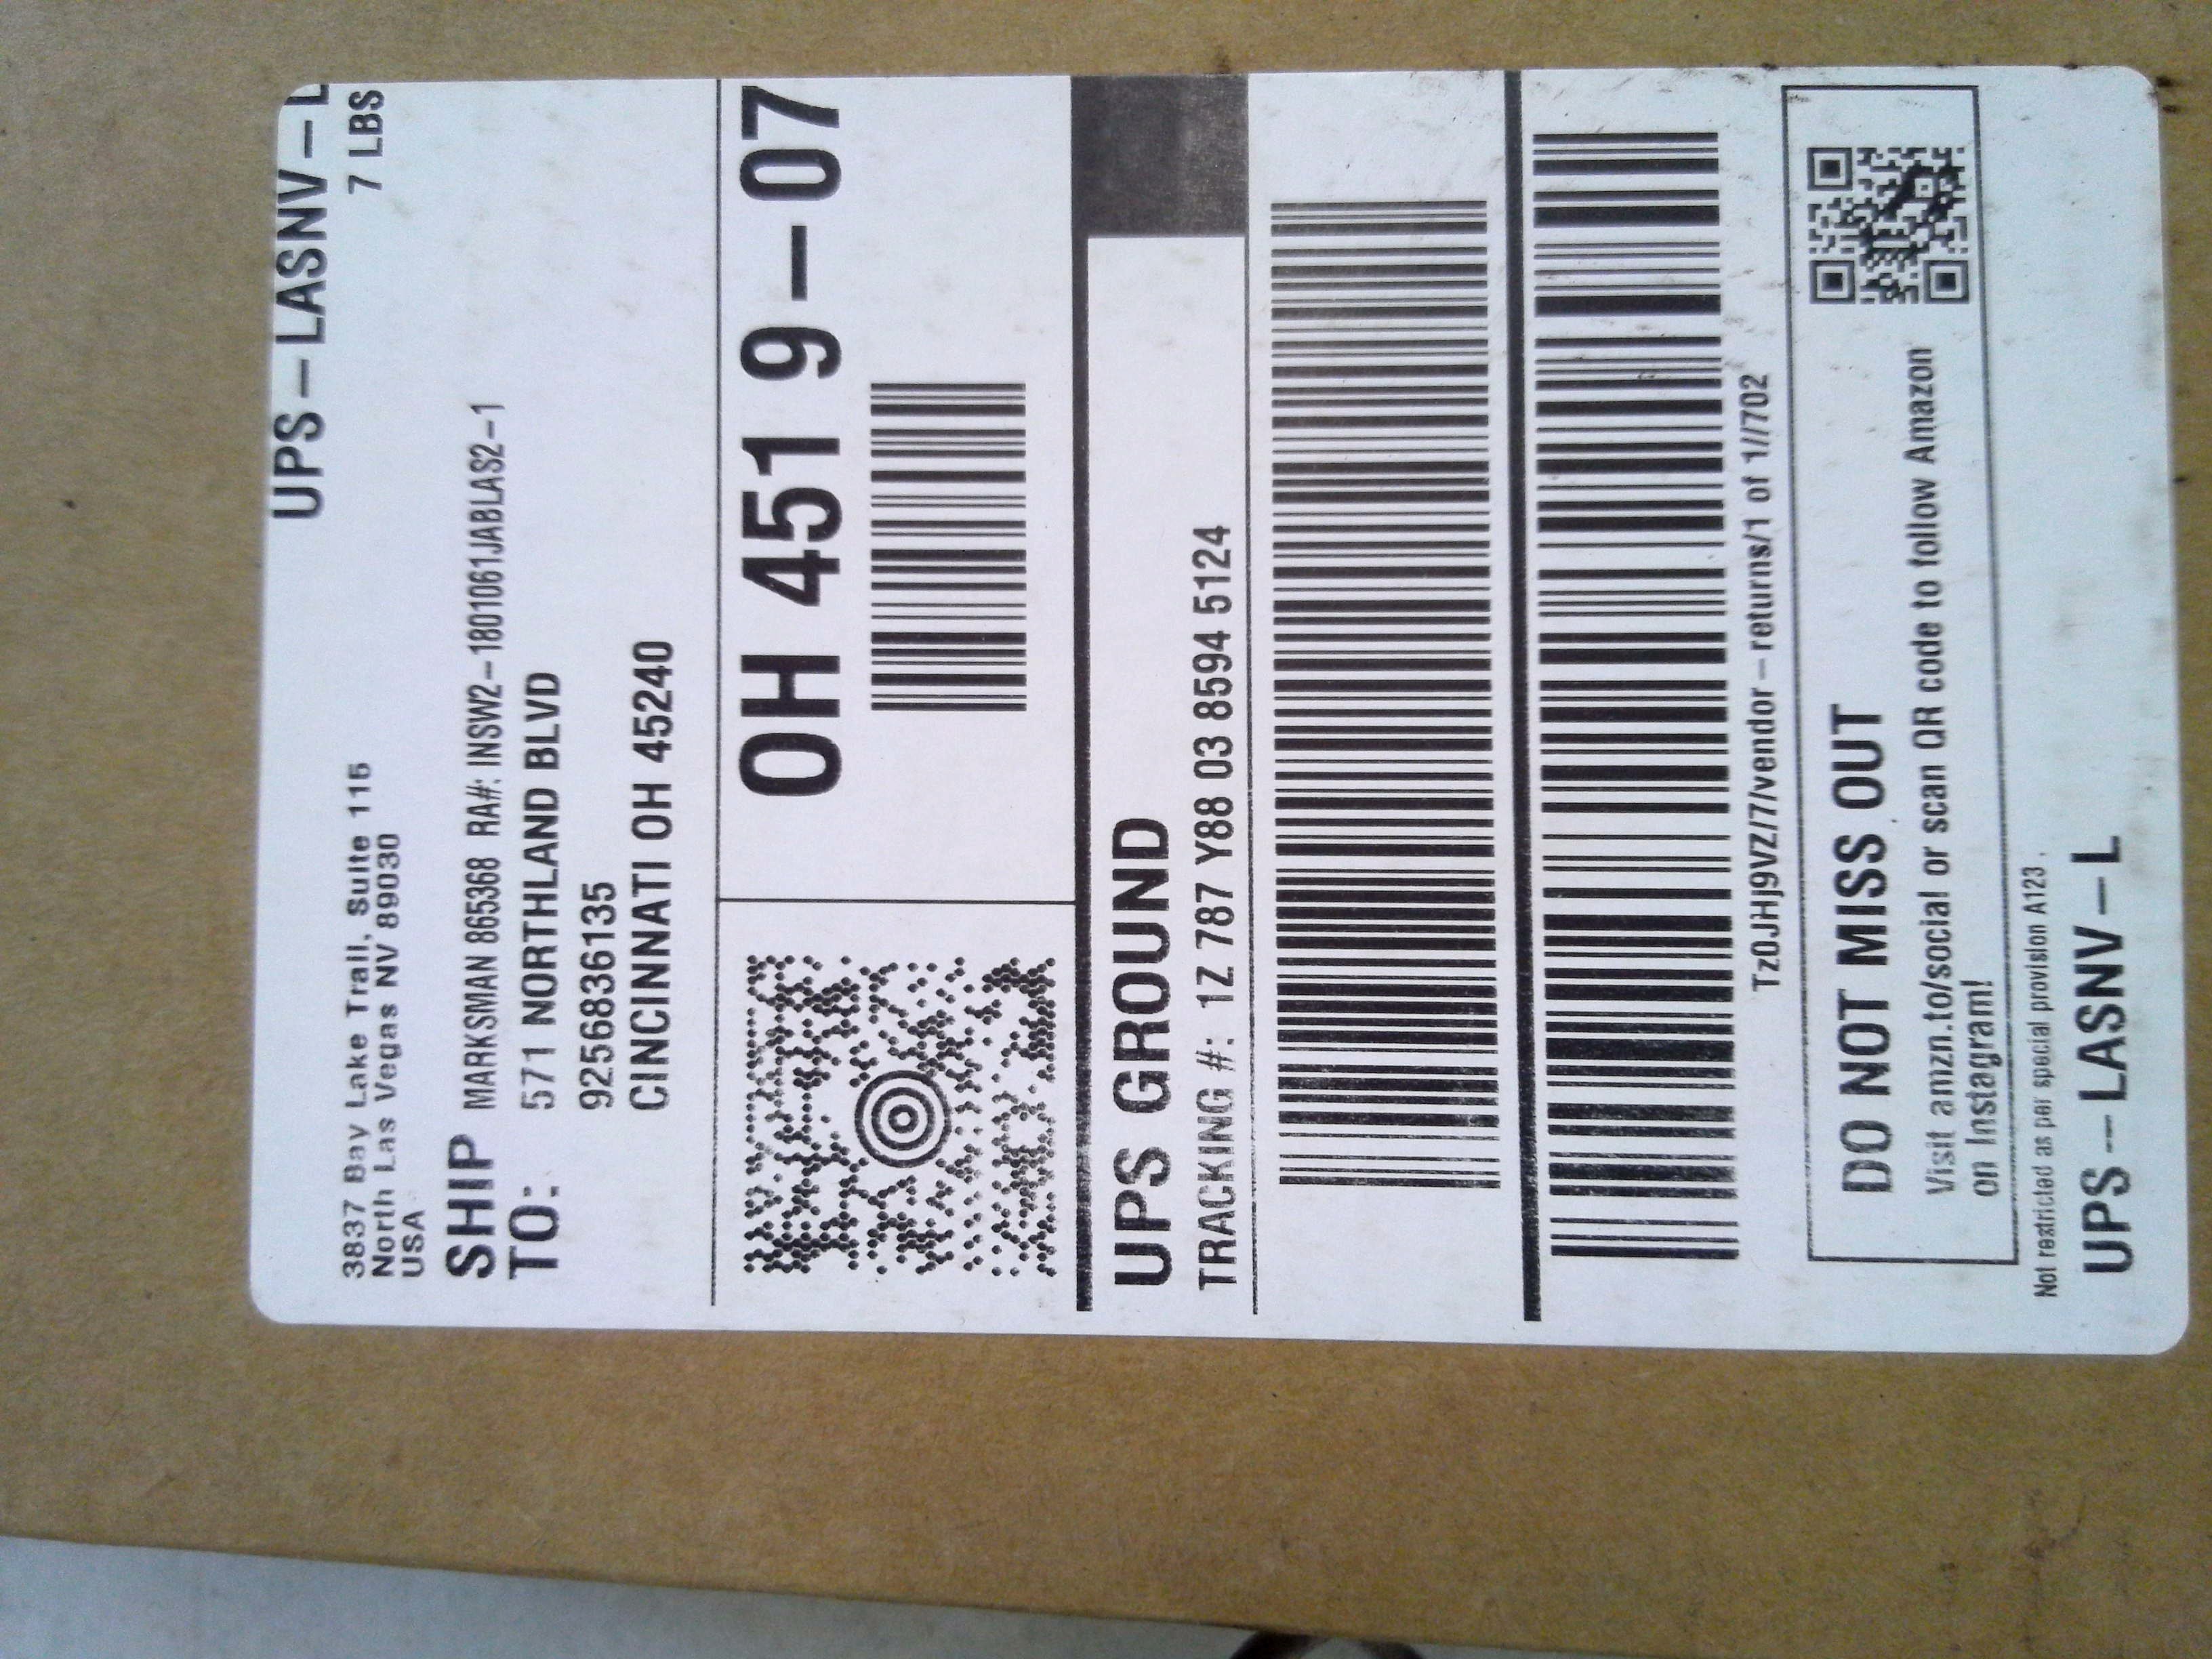 UPS-LASNV-L
7 LBS
3837 Bay Lake Trail, Suite 115
North Las Vegas NV 89030
USA
SHIP TO:
MARKSMAN 865368 RA#: INSW2-1801061JABLAS2-1
571 NORTHLAND BLVD
9256836135
CINCINNATI OH 45240
OH 451 9-07
UPS GROUND
TRACKING #: 1Z 787 Y88 03 8594 5124
Tz0JHj9VZ/7/vendor-returns/1 of 1//702
DO NOT MISS OUT
Visit amzn.to/social or scan QR code to follow Amazon
on Instagram!
Not restricted as per special provision A123 .
UPS-LASNV-L